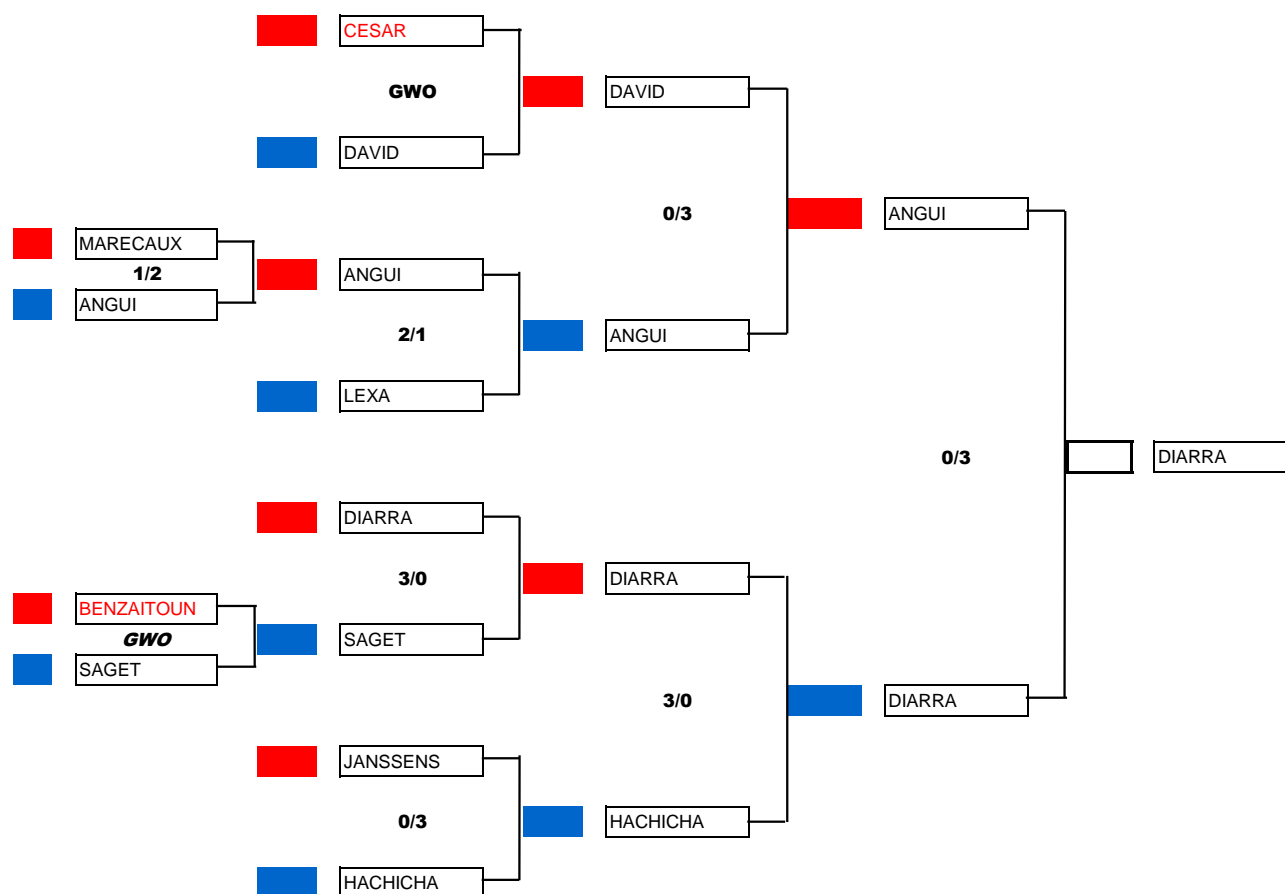 CESAR
GWO
DAVID
DAVID
0/3
ANGUI
MARECAUX
1/2
ANGUI
ANGUI
2/1
ANGUI
LEXA
0/3
DIARRA
DIARRA
3/0
DIARRA
BENZAITOUN
GWO
SAGET
SAGET
3/0
DIARRA
JANSSENS
0/3
HACHICHA
HACHICHA